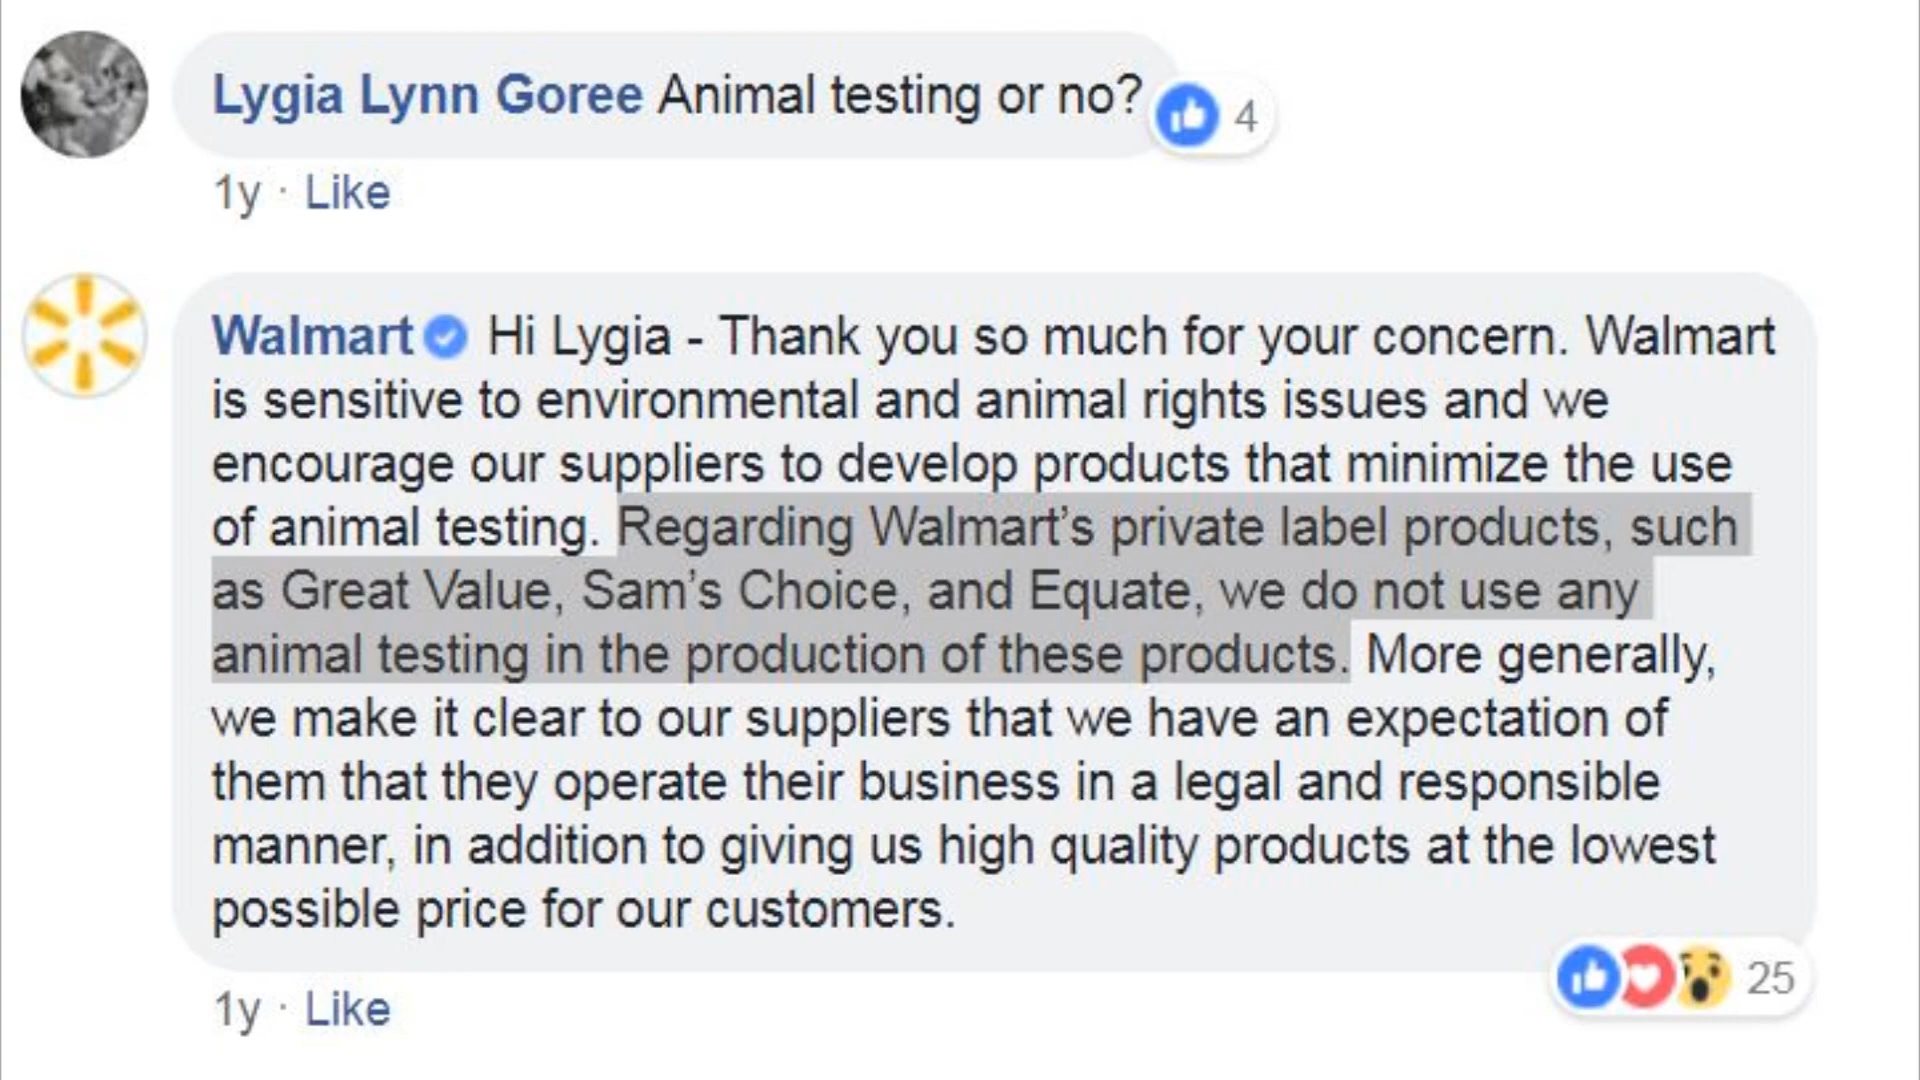 Lygia Lynn Goree Animal testing or no?
4
1y · Like
Walmart Hi Lygia - Thank you so much for your concern. Walmart
is sensitive to environmental and animal rights issues and we
encourage our suppliers to develop products that minimize the use
of animal testing. Regarding Walmart’s private label products, such
as Great Value, Sam’s Choice, and Equate, we do not use any
animal testing in the production of these products. More generally,
we make it clear to our suppliers that we have an expectation of
them that they operate their business in a legal and responsible
manner, in addition to giving us high quality products at the lowest
possible price for our customers.
25
1y · Like